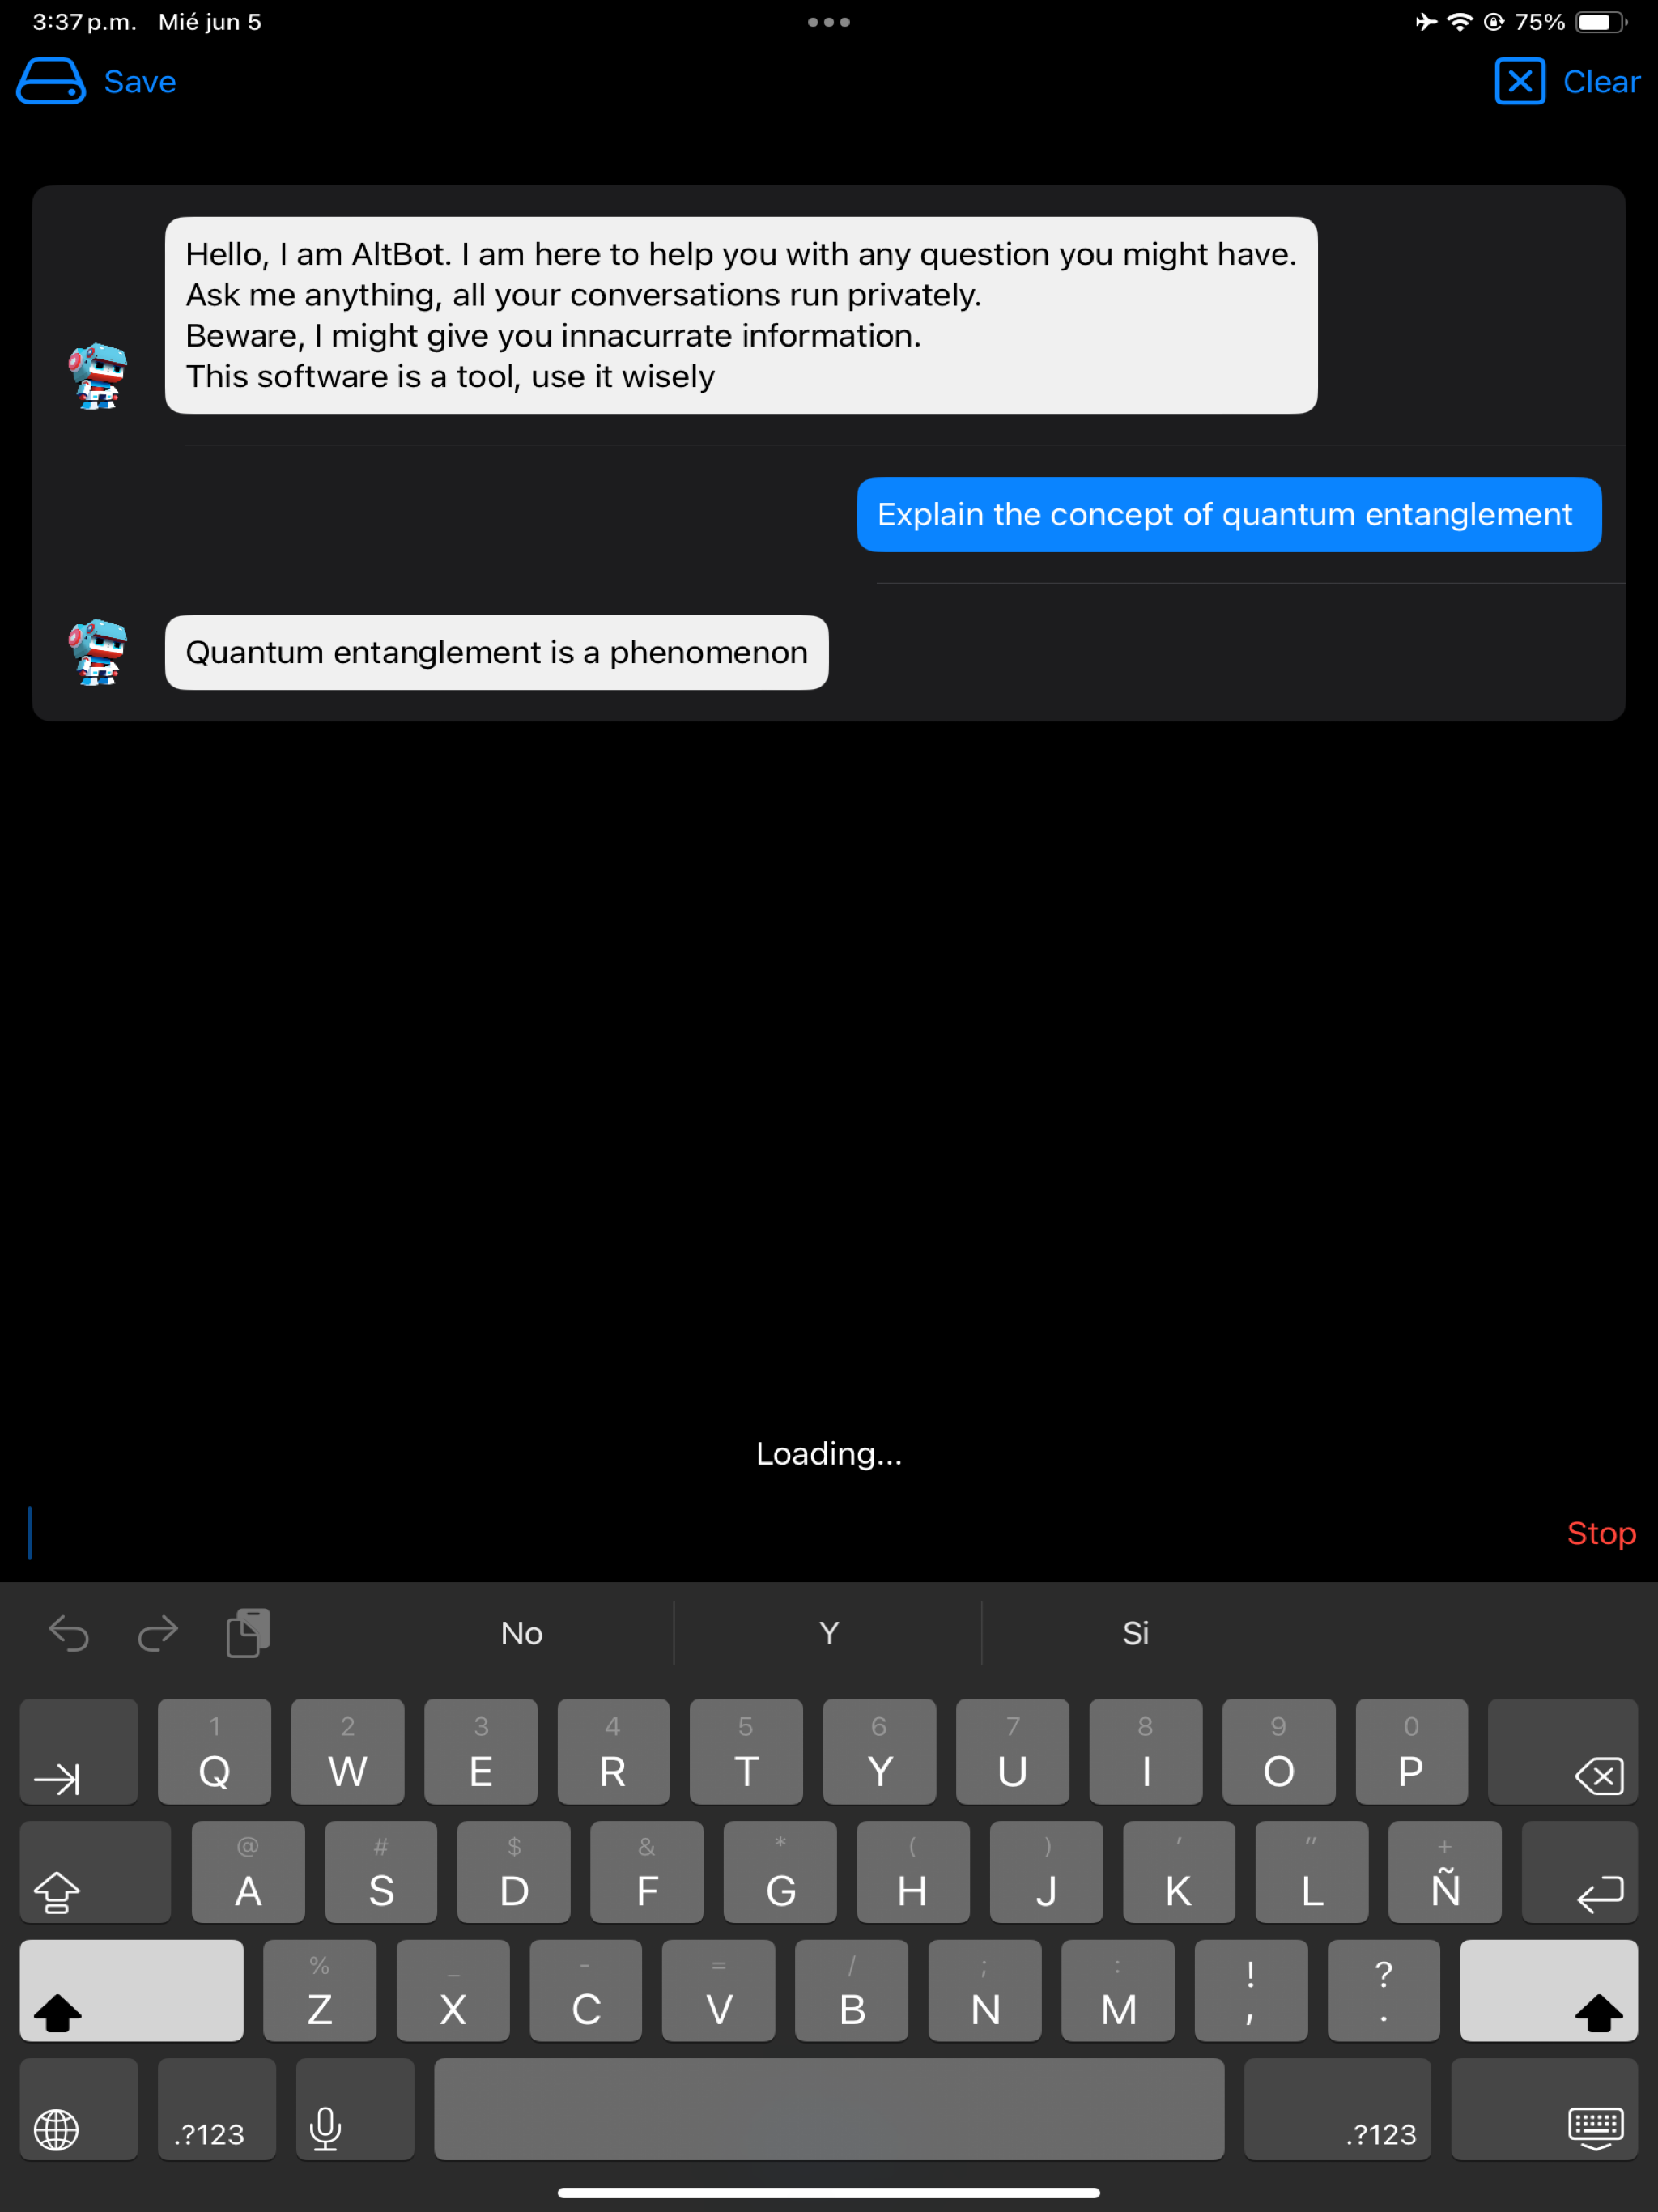 3:37 p.m. Mié jun 5
75%
Save
Clear
Hello, I am AltBot. I am here to help you with any question you might have.
Ask me anything, all your conversations run privately.
Beware, I might give you innacurrate information.
This software is a tool, use it wisely
Explain the concept of quantum entanglement
Quantum entanglement is a phenomenon
Loading...
Stop
No Y Si
1 2 3 4 5 6 7 8 9 0
Q W E R T Y U I O P
@ # $ & * ( ) ' " +
A S D F G H J K L Ñ
% _ - = / ; : ! ?
Z X C V B N M , .
.?123 .?123